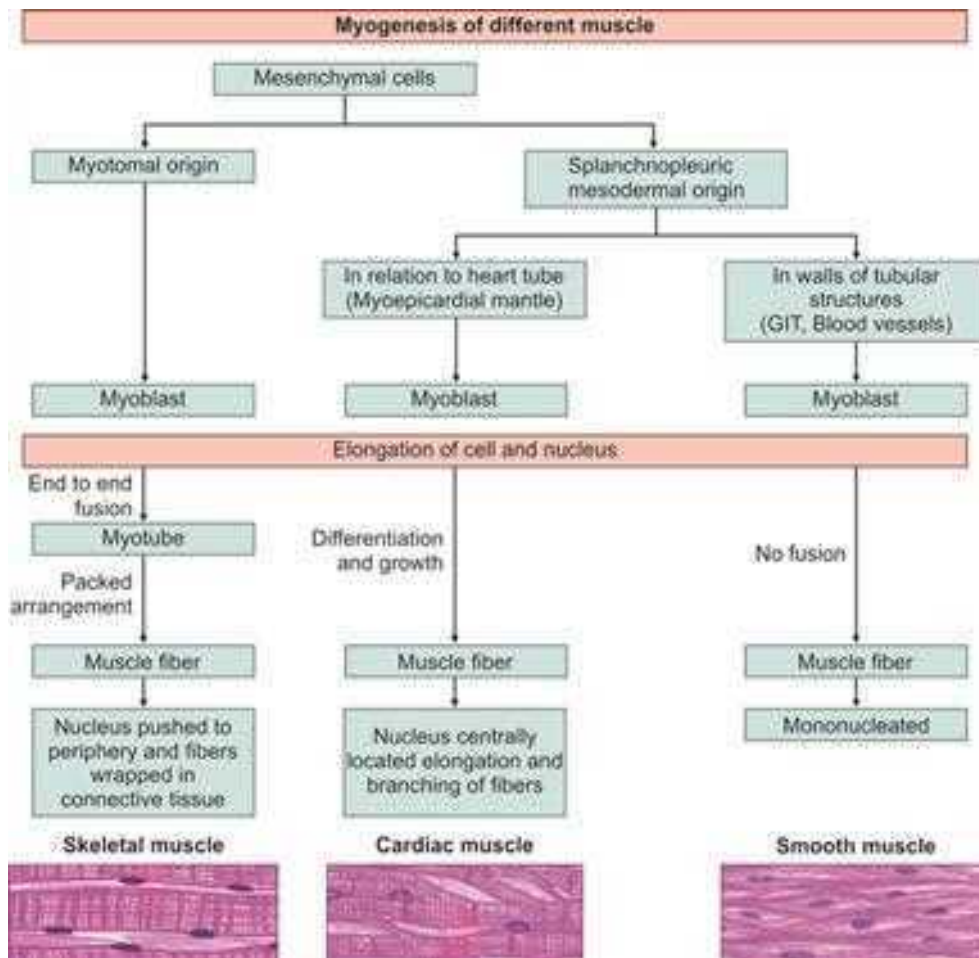 Myogenesis of different muscle
Mesenchymal cells
Myotomal origin
Splanchnopleuric
mesodermal origin
In relation to heart tube
(Myoepicardial mantle)
In walls of tubular
structures
(GIT, Blood vessels)
Myoblast
Myoblast
Myoblast
Elongation of cell and nucleus
End to end
fusion
Myotube
Differentiation
and growth
No fusion
Packed
arrangement
Muscle fiber
Muscle fiber
Muscle fiber
Nucleus pushed to
periphery and fibers
wrapped in
connective tissue
Nucleus centrally
located elongation and
branching of fibers
Mononucleated
Skeletal muscle
Cardiac muscle
Smooth muscle